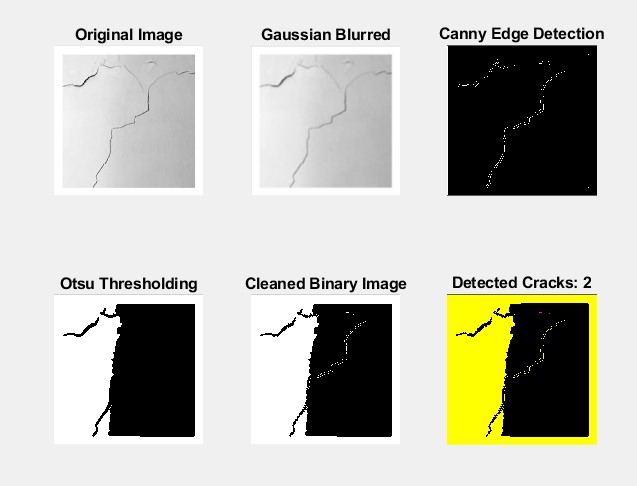 Original Image
Gaussian Blurred
Canny Edge Detection
Otsu Thresholding
Cleaned Binary Image
Detected Cracks: 2